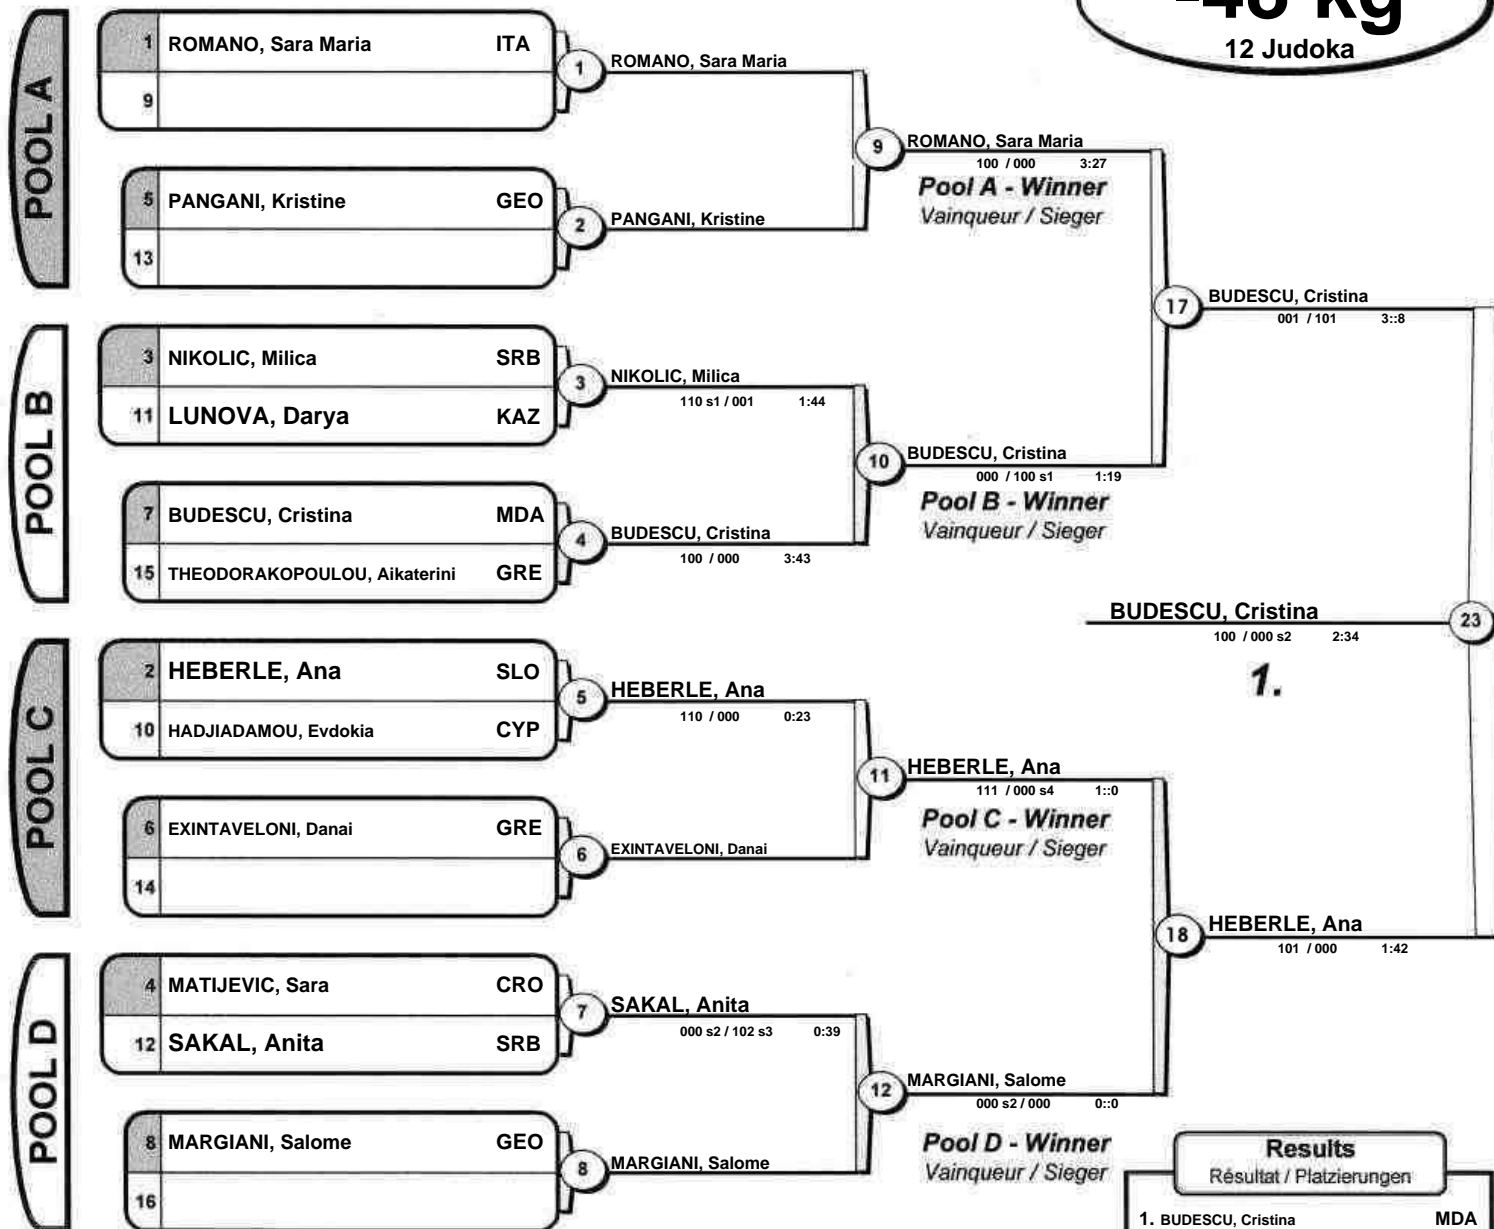 -48 kg
12 Judoka
POOL A
1 ROMANO, Sara Maria ITA
9
1
ROMANO, Sara Maria
5 PANGANI, Kristine GEO
13
2
PANGANI, Kristine
9
ROMANO, Sara Maria
100 / 000 3:27
Pool A - Winner
Vainqueur / Sieger
POOL B
3 NIKOLIC, Milica SRB
11 LUNOVA, Darya KAZ
3
NIKOLIC, Milica
110 s1 / 001 1:44
7 BUDESCU, Cristina MDA
15 THEODORAKOPOULOU, Aikaterini GRE
4
BUDESCU, Cristina
100 / 000 3:43
10
BUDESCU, Cristina
000 / 100 s1 1:19
Pool B - Winner
Vainqueur / Sieger
17
BUDESCU, Cristina
001 / 101 3::8
BUDESCU, Cristina
100 / 000 s2 2:34
1.
23
POOL C
2 HEBERLE, Ana SLO
10 HADJIADAMOU, Evdokia CYP
5
HEBERLE, Ana
110 / 000 0:23
6 EXINTAVELONI, Danai GRE
14
6
EXINTAVELONI, Danai
11
HEBERLE, Ana
111 / 000 s4 1::0
Pool C - Winner
Vainqueur / Sieger
POOL D
4 MATIJEVIC, Sara CRO
12 SAKAL, Anita SRB
7
SAKAL, Anita
000 s2 / 102 s3 0:39
8 MARGIANI, Salome GEO
16
8
MARGIANI, Salome
12
MARGIANI, Salome
000 s2 / 000 0::0
Pool D - Winner
Vainqueur / Sieger
18
HEBERLE, Ana
101 / 000 1:42
Results
Résultat / Platzierungen
1. BUDESCU, Cristina MDA